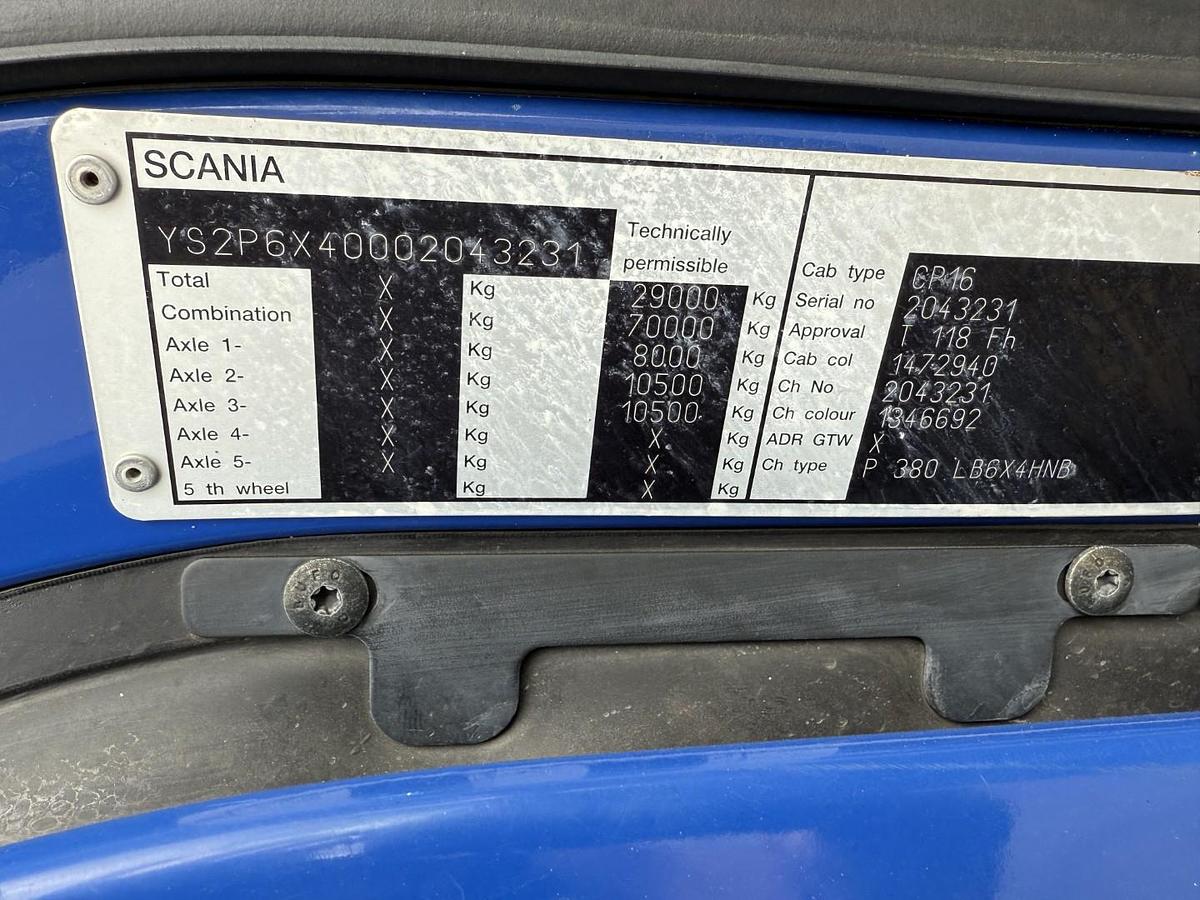 SCANIA
YS2P6X40002043231
Technically
permissible
Total X Kg 29000 Kg
Combination X Kg 70000 Kg
Axle 1- X Kg 8000 Kg
Axle 2- X Kg 10500 Kg
Axle 3- X Kg 10500 Kg
Axle 4- X Kg X Kg
Axle 5- X Kg X Kg
5 th wheel Kg X Kg
Cab type CP16
Serial no 2043231
Approval T 118 Fh
Cab col 1472940
Ch No 2043231
Ch colour 1346692
ADR GTW X
Ch type P 380 LB6X4HNB